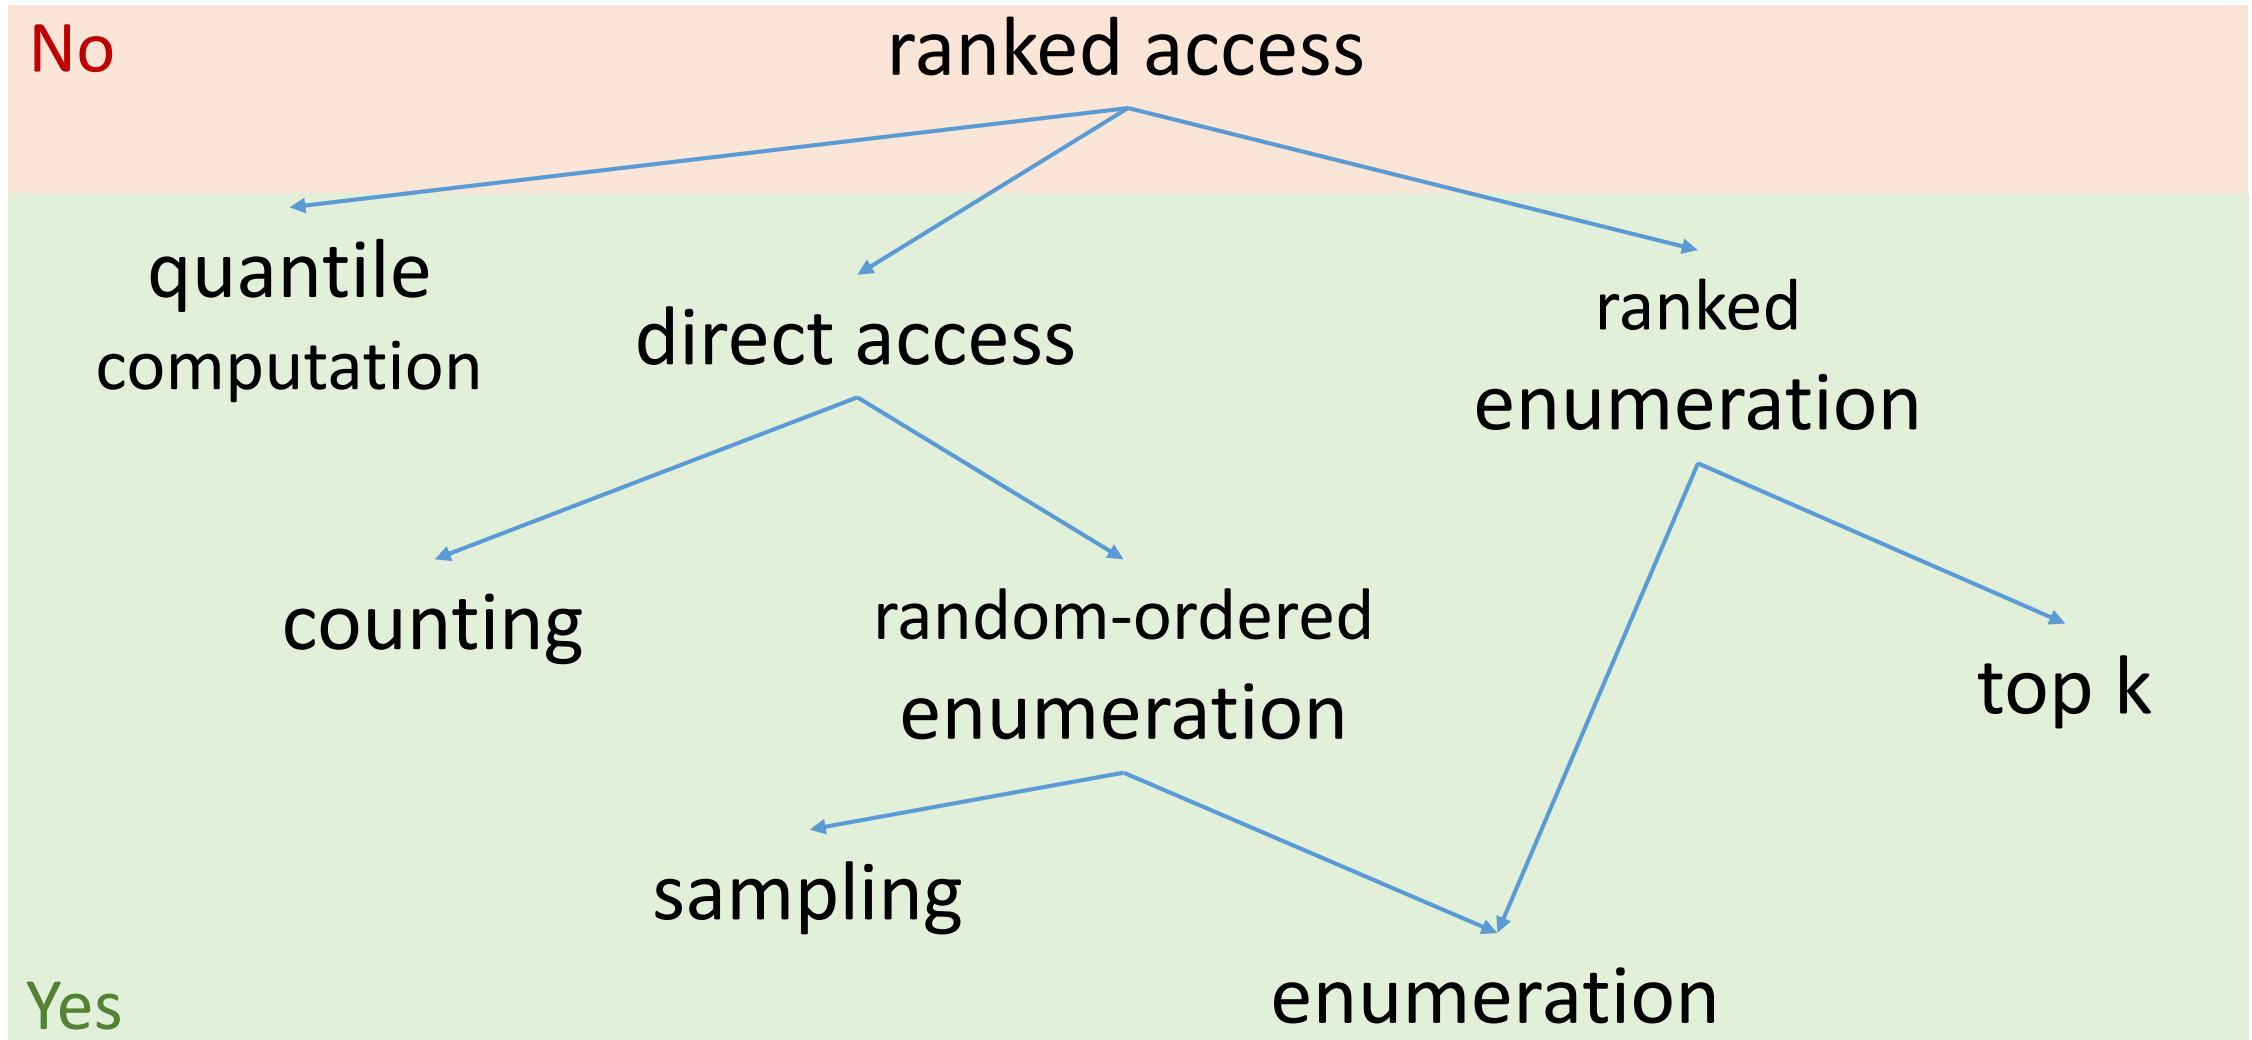 No
ranked access
quantile
computation
direct access
ranked
enumeration
counting
random-ordered
enumeration
top k
sampling
enumeration
Yes